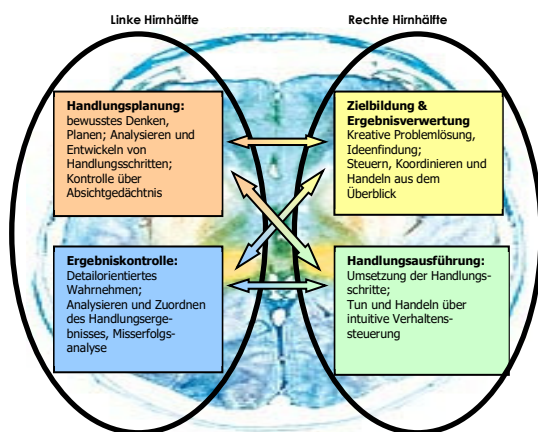 Linke Hirnhälfte
Rechte Hirnhälfte
Handlungsplanung:
bewusstes Denken,
Planen; Analysieren und
Entwickeln von
Handlungsschritten;
Kontrolle über
Absichtgedächtnis
Zielbildung &
Ergebnisverwertung
Kreative Problemlösung,
Ideenfindung;
Steuern, Koordinieren und
Handeln aus dem
Überblick
Ergebniskontrolle:
Detailorientiertes
Wahrnehmen;
Analysieren und Zuordnen
des Handlungserge-
bnisses, Misserfolgs-
analyse
Handlungsausführung:
Umsetzung der Handlungs-
schritte;
Tun und Handeln über
intuitive Verhaltens-
steuerung